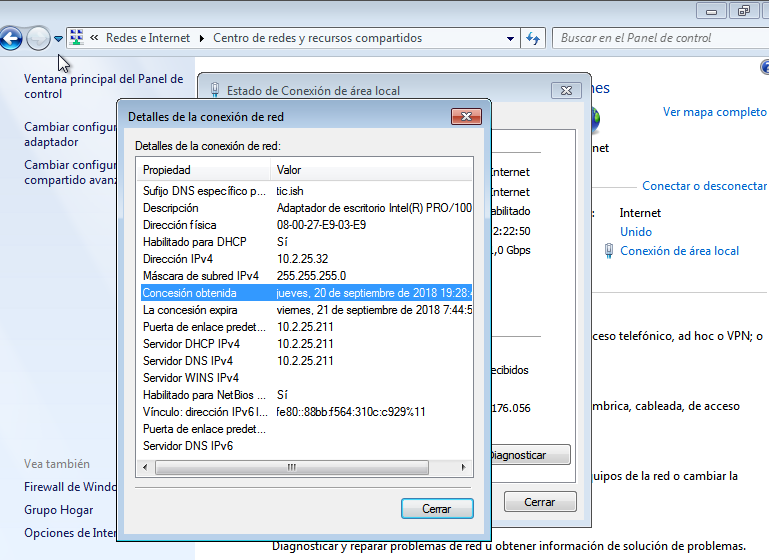 « Redes e Internet ▸ Centro de redes y recursos compartidos
Buscar en el Panel de control
Ventana principal del Panel de
control
Cambiar configur
adaptador
Cambiar configur
compartido avanz
Vea también
Firewall de Windo
Grupo Hogar
Opciones de Inter
Estado de Conexión de área local
Detalles de la conexión de red
Detalles de la conexión de red:
Propiedad Valor
Sufijo DNS específico p... tic.ish
Descripción Adaptador de escritorio Intel(R) PRO/100
Dirección física 08-00-27-E9-03-E9
Habilitado para DHCP Sí
Dirección IPv4 10.2.25.32
Máscara de subred IPv4 255.255.255.0
Concesión obtenida jueves, 20 de septiembre de 2018 19:28:4
La concesión expira viernes, 21 de septiembre de 2018 7:44:5
Puerta de enlace predet... 10.2.25.211
Servidor DHCP IPv4 10.2.25.211
Servidor DNS IPv4 10.2.25.211
Servidor WINS IPv4
Habilitado para NetBios ... Sí
Vínculo: dirección IPv6 l... fe80::88bb:f564:310c:c929%11
Puerta de enlace predet...
Servidor DNS IPv6
Cerrar
Internet
Internet
abilitado
2:22:50
,0 Gbps
ecibidos
176.056
Diagnosticar
Cerrar
nes
Ver mapa completo
net
Conectar o desconectar
: Internet
Unido
Conexión de área local
ceso telefónico, ad hoc o VPN; o
mbrica, cableada, de acceso
uipos de la red o cambiar la
Diagnosticar y reparar problemas de red u obtener información de solución de problemas.